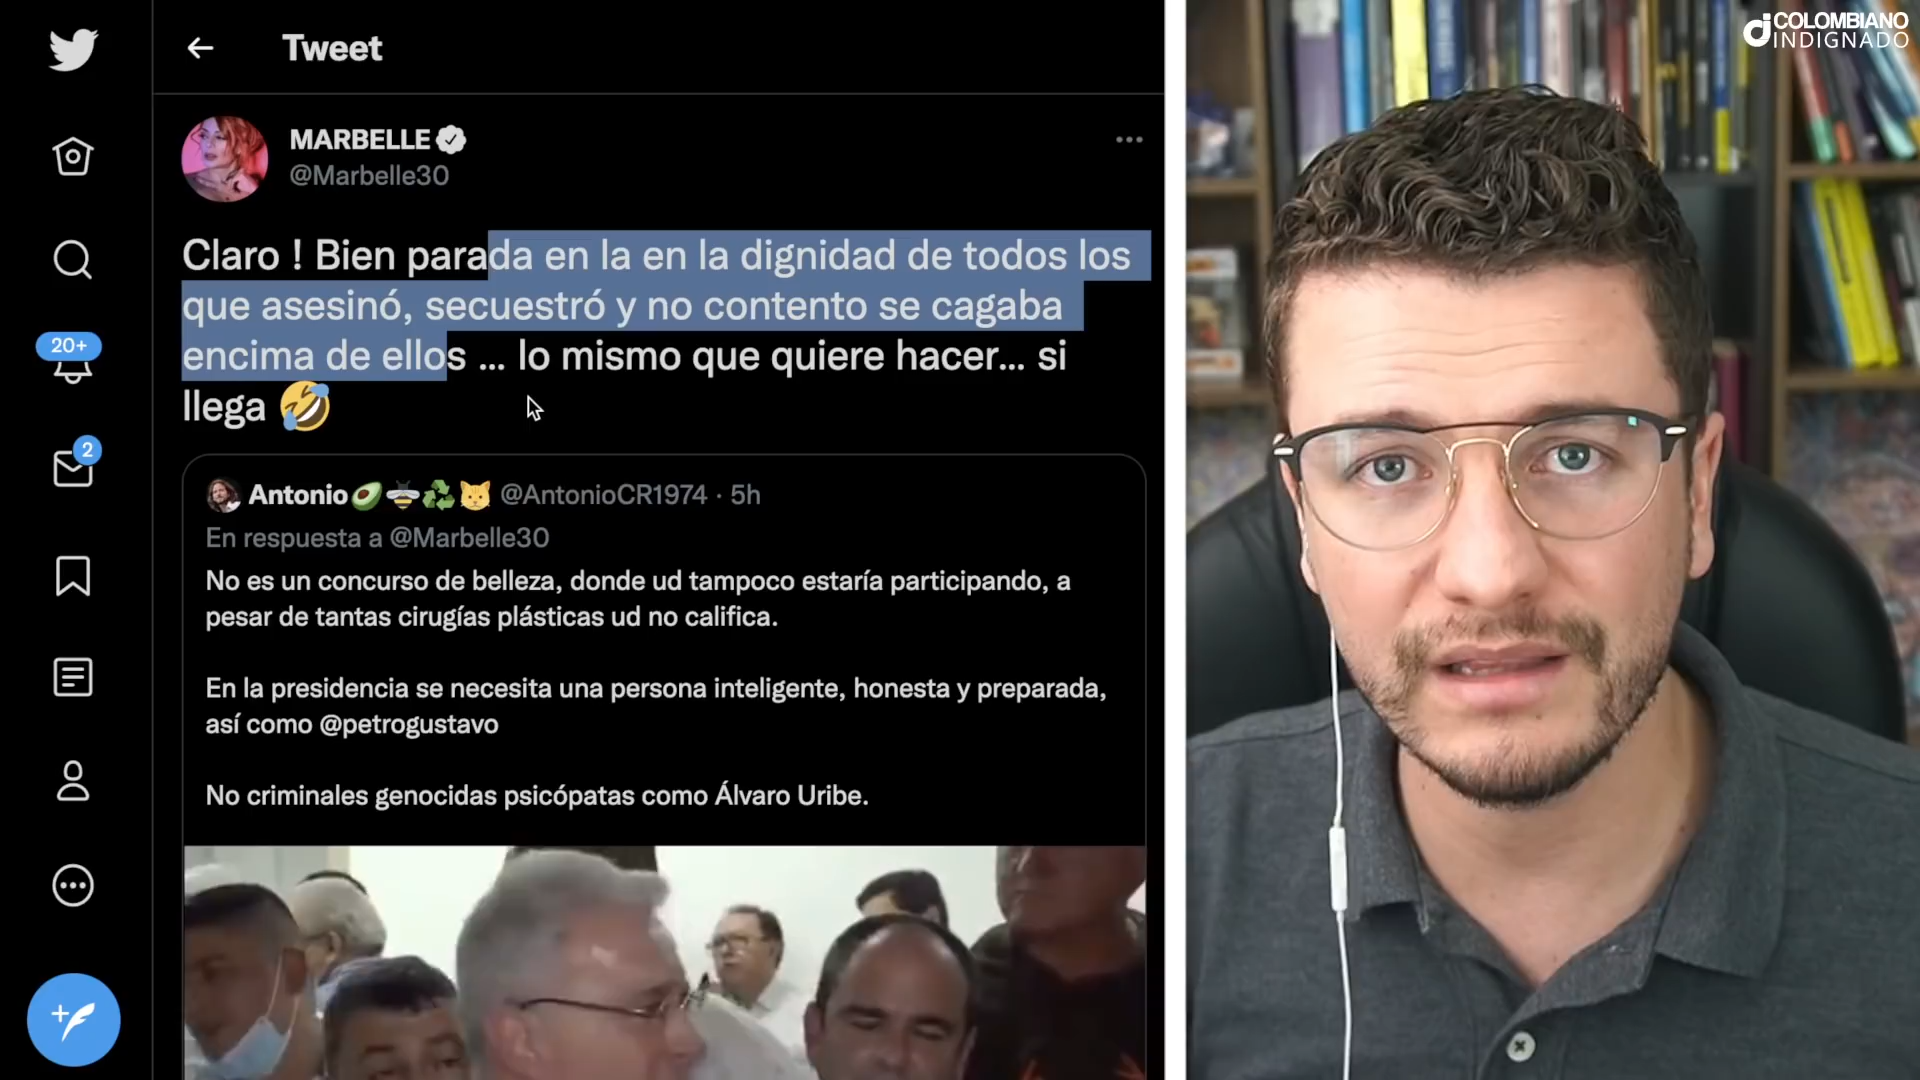 Tweet
MARBELLE
@Marbelle30
Claro ! Bien parada en la en la dignidad de todos los
que asesinó, secuestró y no contento se cagaba
encima de ellos ... lo mismo que quiere hacer... si
llega 🤣
Antonio🥑🐝♻️🐱 @AntonioCR1974 · 5h
En respuesta a @Marbelle30
No es un concurso de belleza, donde ud tampoco estaría participando, a
pesar de tantas cirugías plásticas ud no califica.
En la presidencia se necesita una persona inteligente, honesta y preparada,
así como @petrogustavo
No criminales genocidas psicópatas como Álvaro Uribe.
20+
2
COLOMBIANO
INDIGNADO